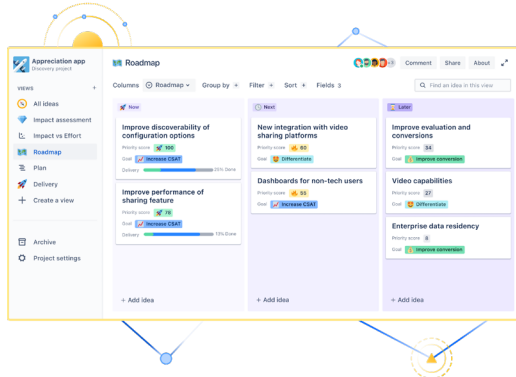 Appreciation app
Discovery project
Roadmap
+3
Comment
Share
About
VIEWS
+
Columns
Roadmap
Group by +
Filter +
Sort +
Fields 3
Find an idea in this view
All ideas
Impact assessment
Impact vs Effort
Roadmap
Plan
Delivery
Create a view
Archive
Project settings
Now
Improve discoverability of
configuration options
Priority score 100
Goal Increase CSAT
Delivery 25% Done
Improve performance of
sharing feature
Priority score 76
Goal Increase CSAT
Delivery 10% Done
+ Add idea
Next
New integration with video
sharing platforms
Priority score 60
Goal Differentiate
Dashboards for non-tech users
Priority score 55
Goal Increase CSAT
+ Add idea
Later
Improve evaluation and
conversions
Priority score 34
Goal Improve conversion
Video capabilities
Priority score 27
Goal Differentiate
Enterprise data residency
Priority score 8
Goal Improve conversion
+ Add idea